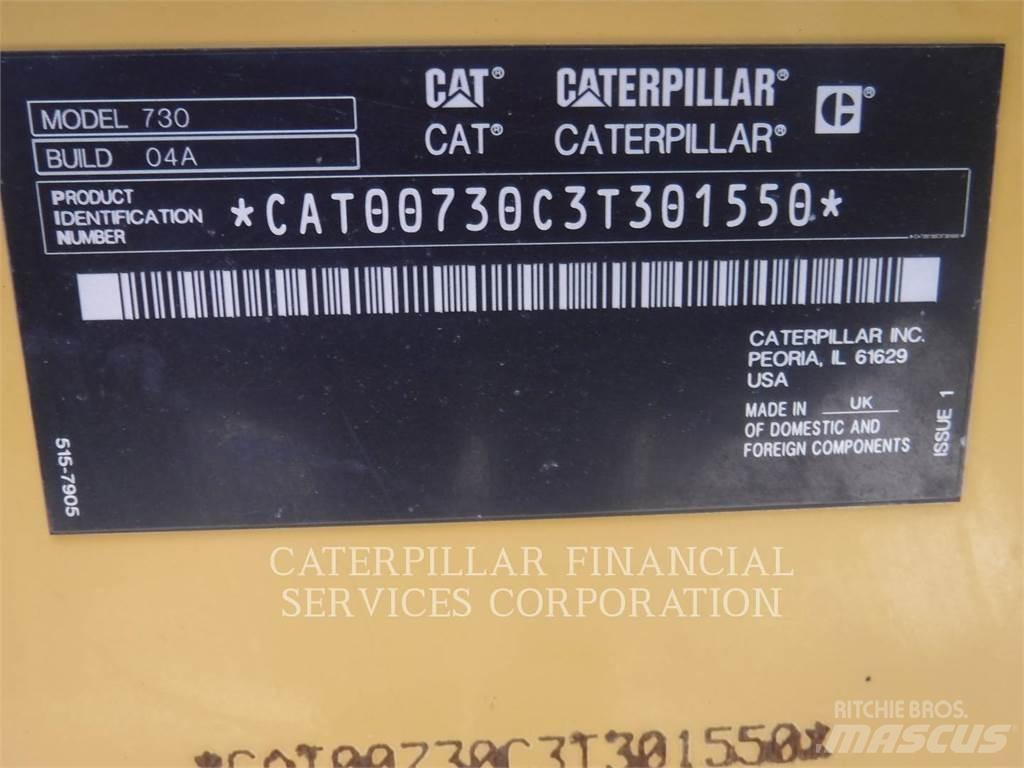 MODEL 730
BUILD 04A
CAT® CATERPILLAR® ®
CAT® CATERPILLAR®
PRODUCT
IDENTIFICATION
NUMBER
*CAT00730C3T301550*
CATERPILLAR INC.
PEORIA, IL 61629
USA
MADE IN UK
OF DOMESTIC AND
FOREIGN COMPONENTS
ISSUE 1
515-7905
CATERPILLAR FINANCIAL
SERVICES CORPORATION
*CAT00730C3T301550*
RITCHIE BROS.
MASCUS